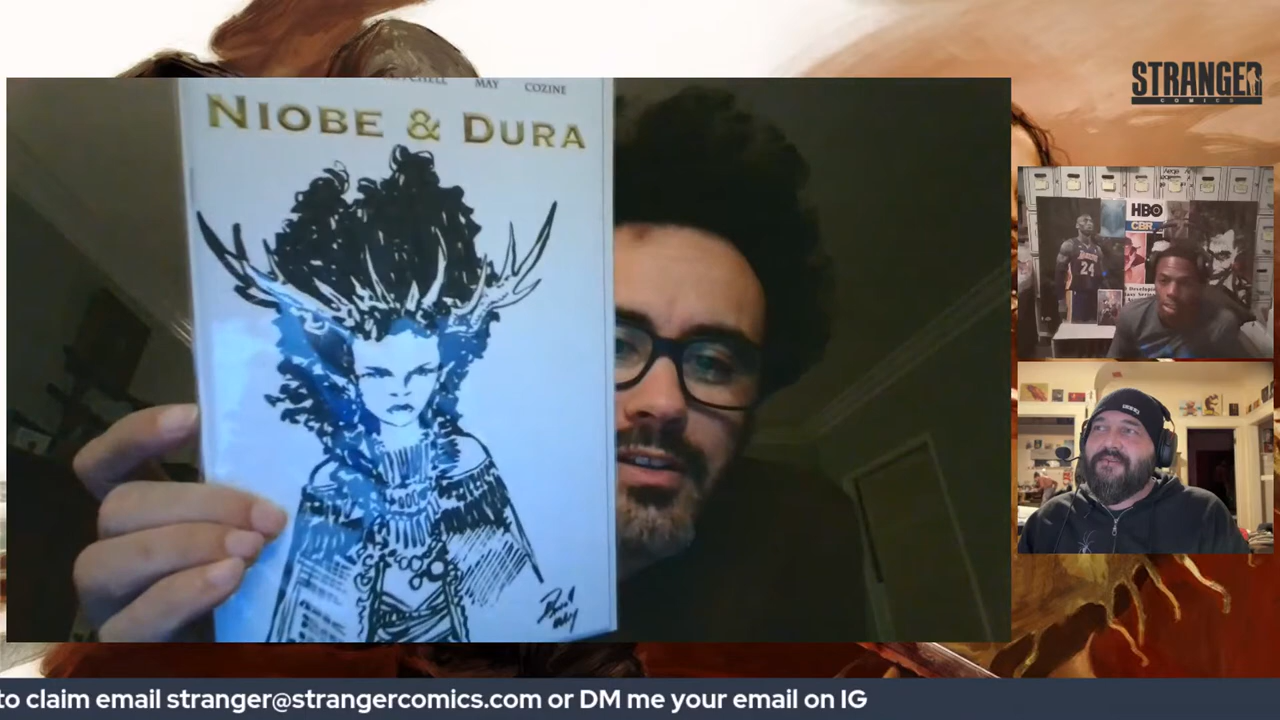 MAY COZINE
NIOBE & DURA
STRANGER
COMICS
HBO
CBR
24
to claim email stranger@strangercomics.com or DM me your email on IG